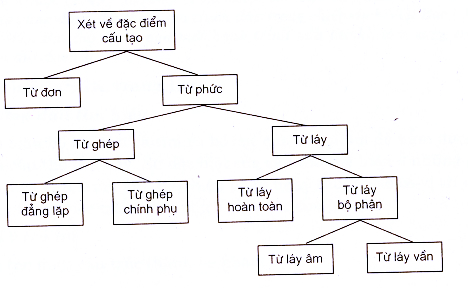 Xét về đặc điểm
cấu tạo
Từ đơn
Từ phức
Từ ghép
Từ láy
Từ ghép
đẳng lặp
Từ ghép
chính phụ
Từ láy
hoàn toàn
Từ láy
bộ phận
Từ láy âm
Từ láy vần